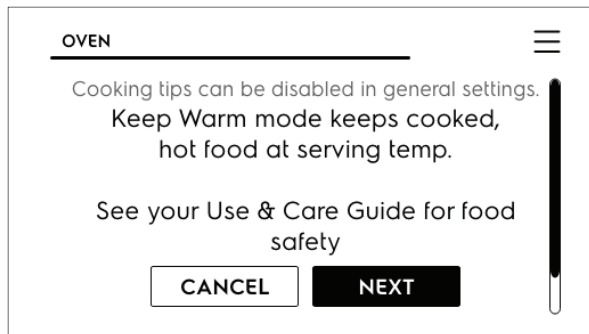 OVEN
Cooking tips can be disabled in general settings.
Keep Warm mode keeps cooked,
hot food at serving temp.
See your Use & Care Guide for food
safety
CANCEL
NEXT